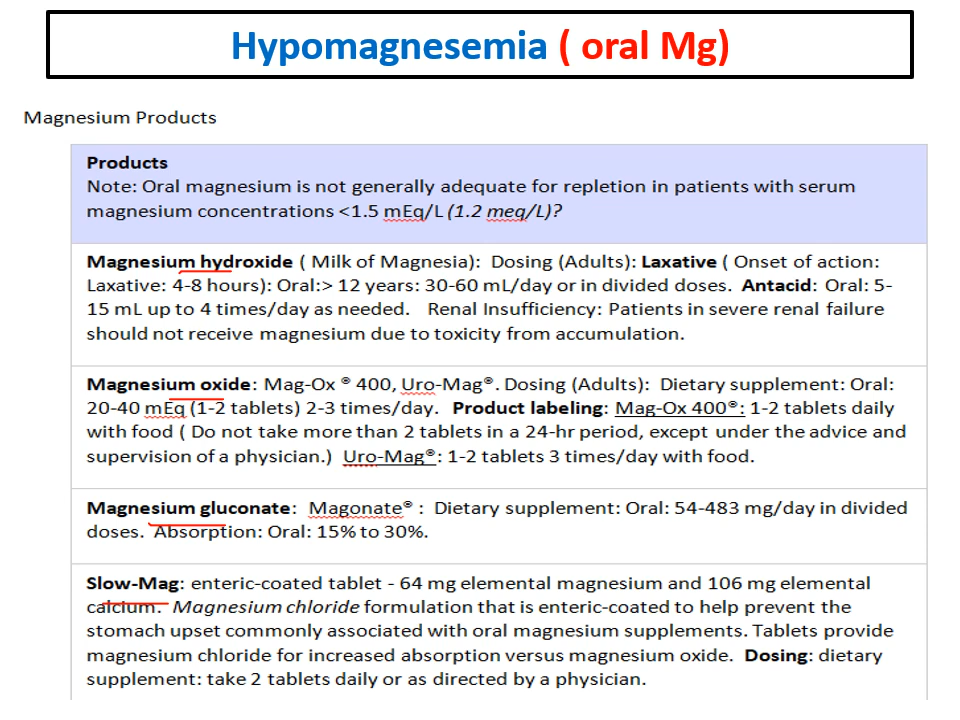 Hypomagnesemia ( oral Mg)
Magnesium Products
Products
Note: Oral magnesium is not generally adequate for repletion in patients with serum
magnesium concentrations <1.5 mEq/L (1.2 meq/L)?
Magnesium hydroxide ( Milk of Magnesia): Dosing (Adults): Laxative ( Onset of action:
Laxative: 4-8 hours): Oral:> 12 years: 30-60 mL/day or in divided doses. Antacid: Oral: 5-
15 mL up to 4 times/day as needed. Renal Insufficiency: Patients in severe renal failure
should not receive magnesium due to toxicity from accumulation.
Magnesium oxide: Mag-Ox ® 400, Uro-Mag®. Dosing (Adults): Dietary supplement: Oral:
20-40 mEq (1-2 tablets) 2-3 times/day. Product labeling: Mag-Ox 400®: 1-2 tablets daily
with food ( Do not take more than 2 tablets in a 24-hr period, except under the advice and
supervision of a physician.) Uro-Mag®: 1-2 tablets 3 times/day with food.
Magnesium gluconate: Magonate® : Dietary supplement: Oral: 54-483 mg/day in divided
doses. Absorption: Oral: 15% to 30%.
Slow-Mag: enteric-coated tablet - 64 mg elemental magnesium and 106 mg elemental
calcium. Magnesium chloride formulation that is enteric-coated to help prevent the
stomach upset commonly associated with oral magnesium supplements. Tablets provide
magnesium chloride for increased absorption versus magnesium oxide. Dosing: dietary
supplement: take 2 tablets daily or as directed by a physician.